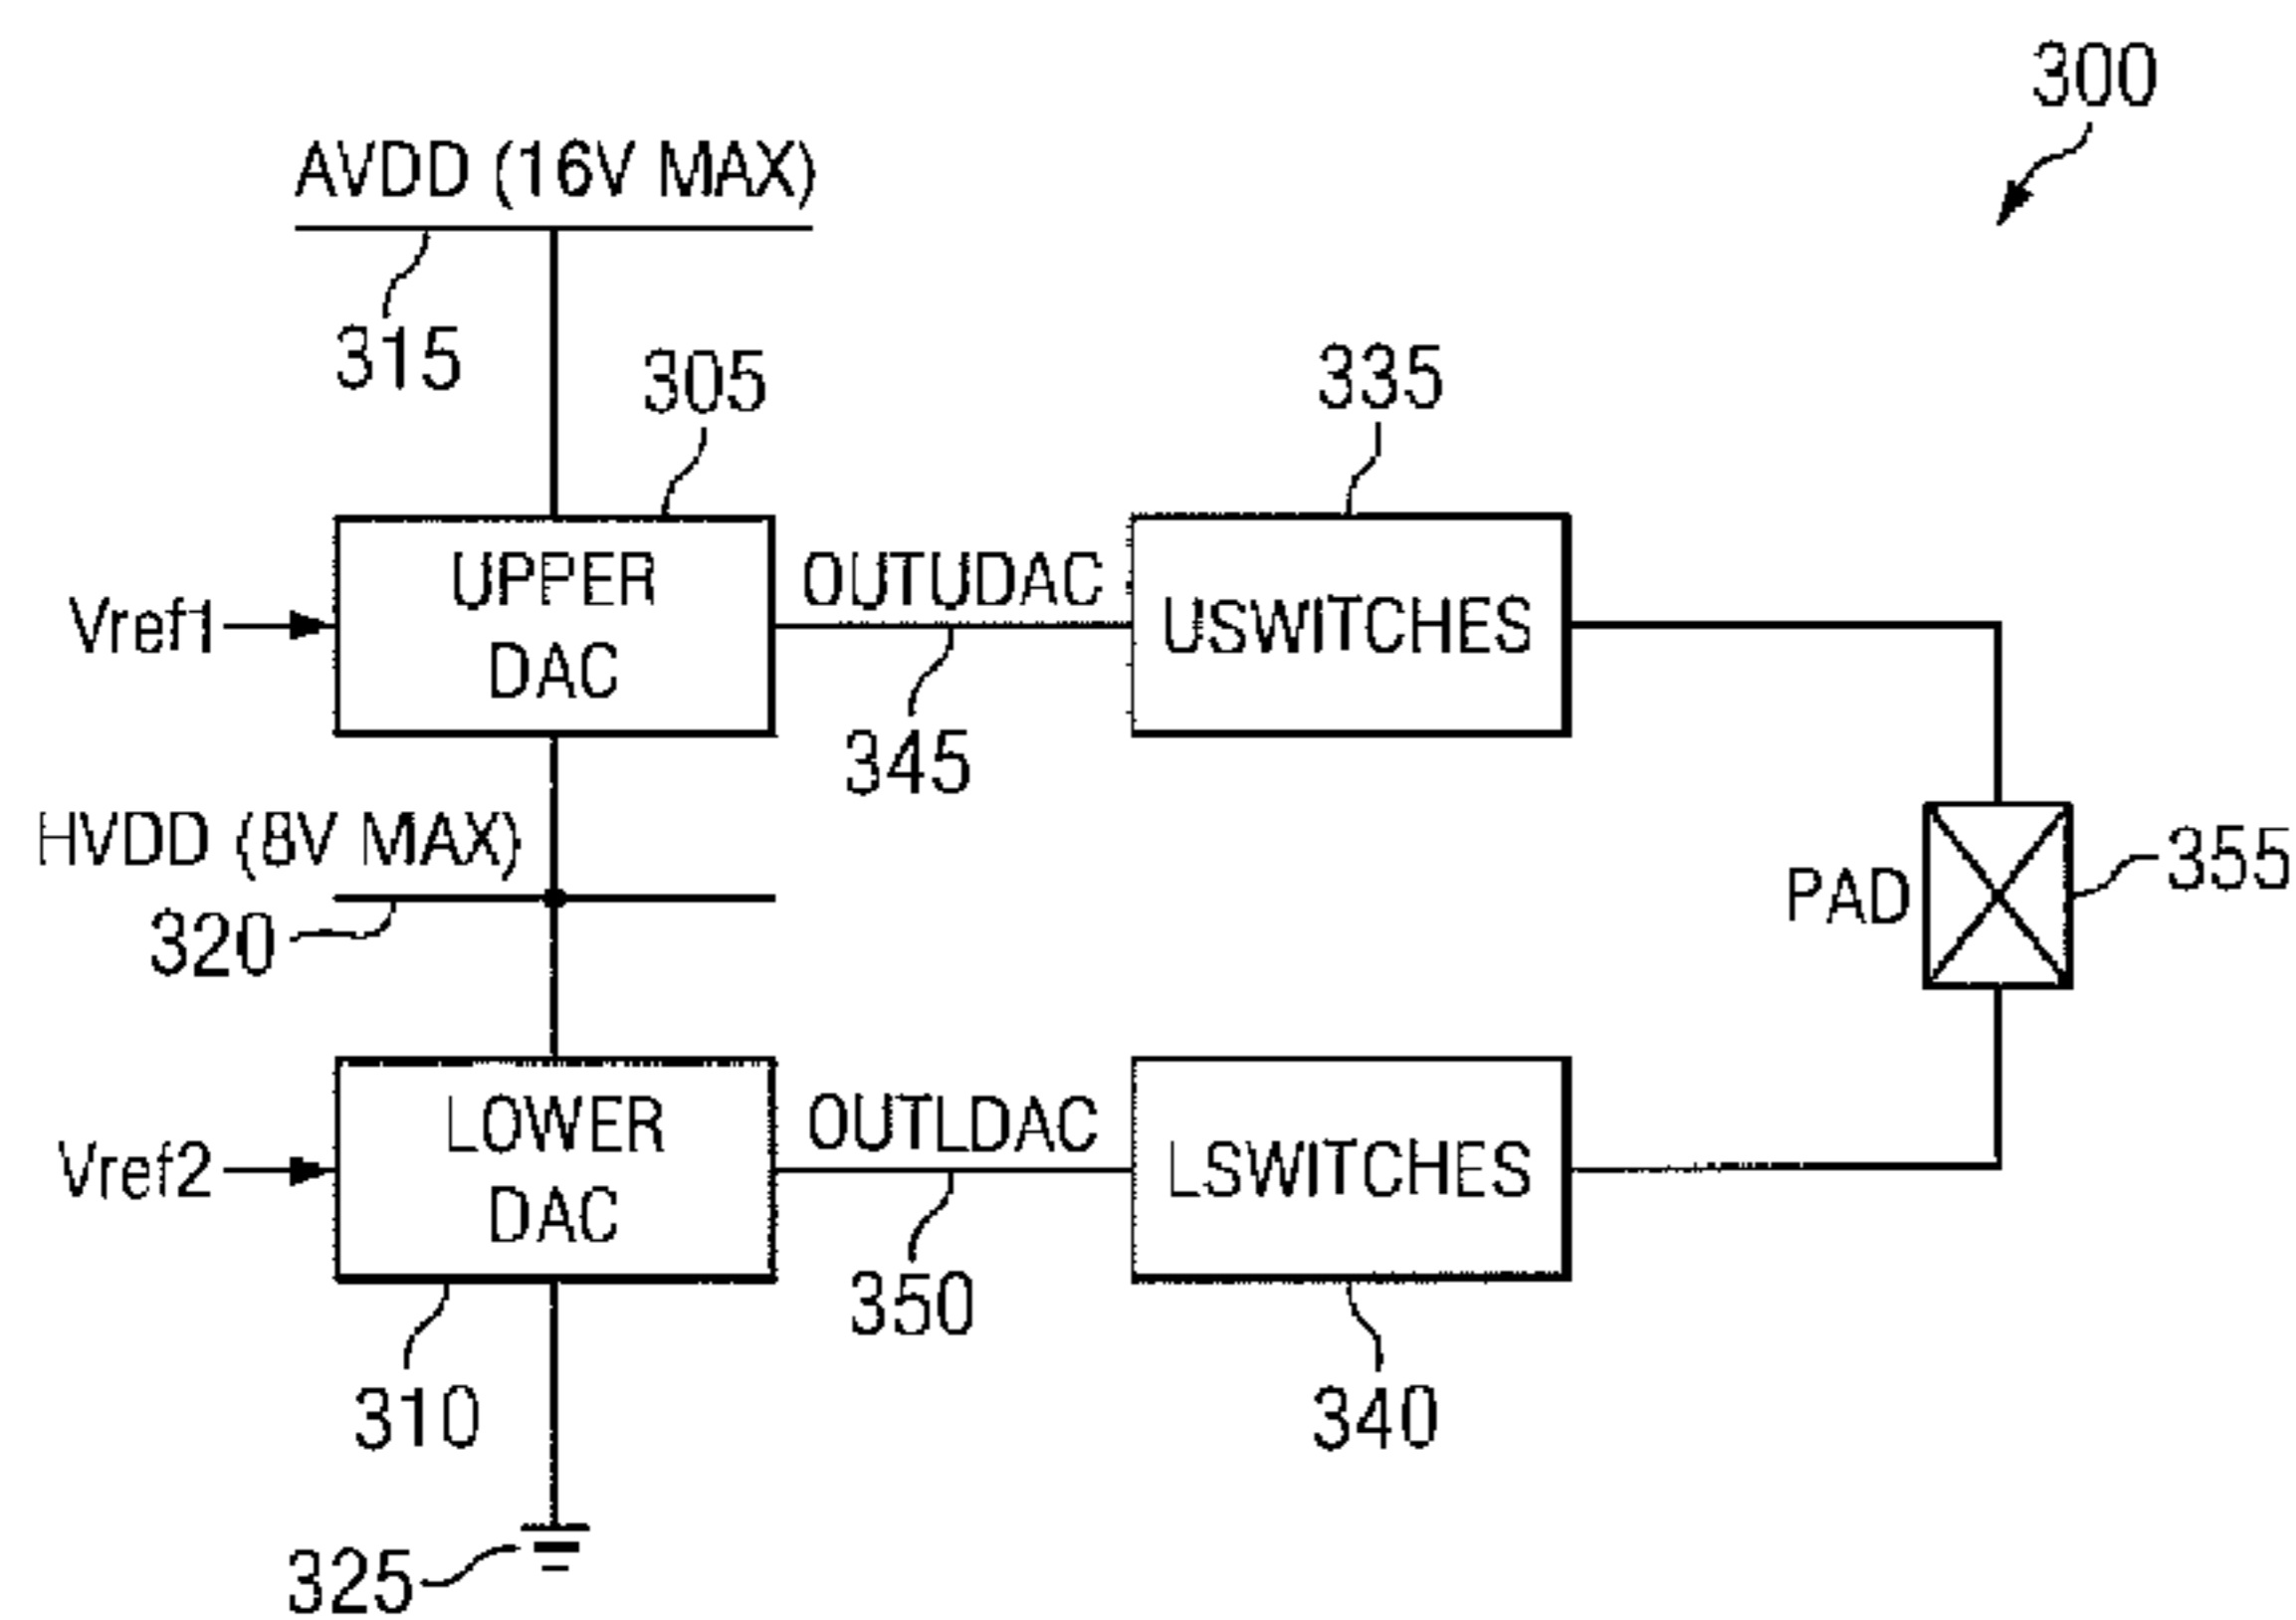 300
AVDD (16V MAX)
315
305
335
Vref1
UPPER
DAC
OUTUDAC
USWITCHES
345
HVDD (8V MAX)
320
PAD
355
Vref2
LOWER
DAC
OUTLDAC
LSWITCHES
350
310
340
325